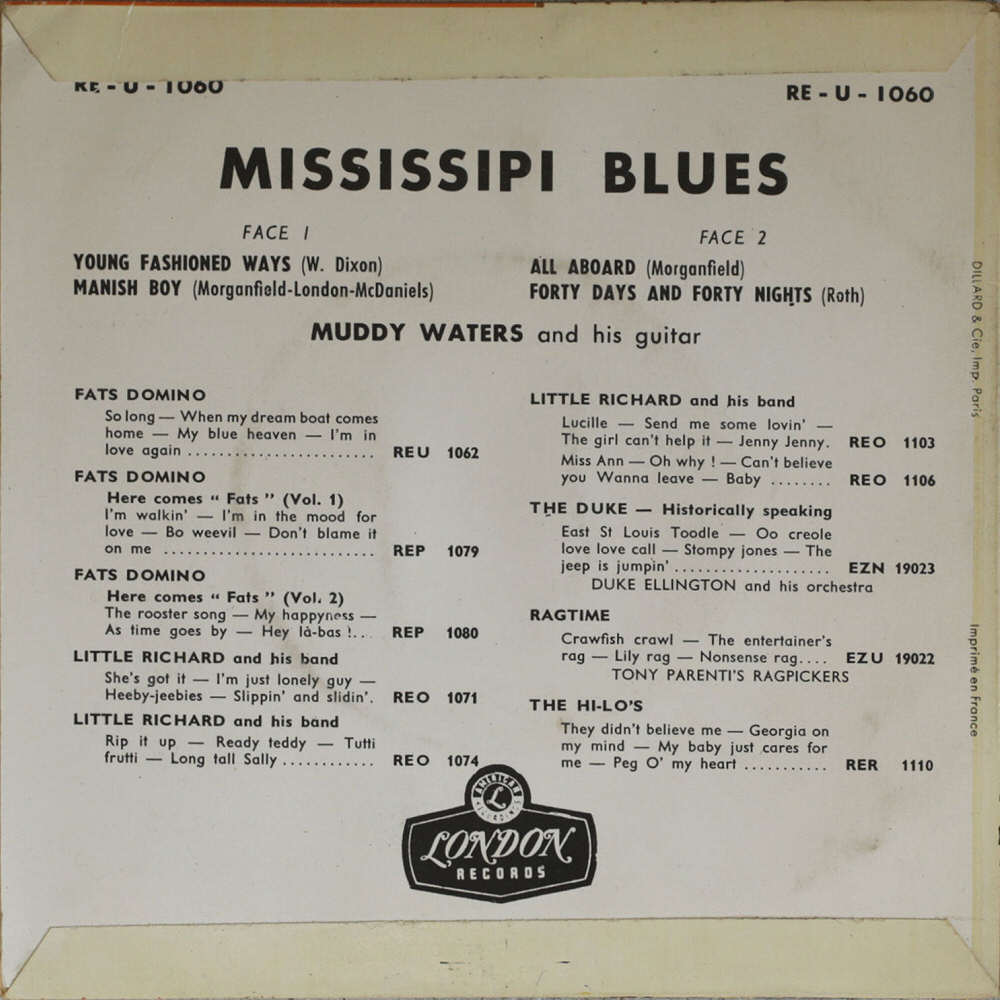 RE - U - 1060
RE - U - 1060
MISSISSIPI BLUES
FACE 1
YOUNG FASHIONED WAYS (W. Dixon)
MANISH BOY (Morganfield-London-McDaniels)
FACE 2
ALL ABOARD (Morganfield)
FORTY DAYS AND FORTY NIGHTS (Roth)
MUDDY WATERS and his guitar
FATS DOMINO
So long — When my dream boat comes
home — My blue heaven — I'm in
love again ....................... REU 1062
FATS DOMINO
Here comes “ Fats ” (Vol. 1)
I'm walkin' — I'm in the mood for
love — Bo weevil — Don't blame it
on me .......................... REP 1079
FATS DOMINO
Here comes “ Fats ” (Vol. 2)
The rooster song — My happyness —
As time goes by — Hey là-bas !... REP 1080
LITTLE RICHARD and his band
She's got it — I'm just lonely guy —
Heeby-jeebies — Slippin' and slidin'. REO 1071
LITTLE RICHARD and his band
Rip it up — Ready teddy — Tutti
frutti — Long tall Sally ............ REO 1074
LITTLE RICHARD and his band
Lucille — Send me some lovin' —
The girl can't help it — Jenny Jenny. REO 1103
Miss Ann — Oh why ! — Can't believe
you Wanna leave — Baby ........ REO 1106
THE DUKE — Historically speaking
East St Louis Toodle — Oo creole
love love call — Stompy jones — The
jeep is jumpin' .................... EZN 19023
DUKE ELLINGTON and his orchestra
RAGTIME
Crawfish crawl — The entertainer's
rag — Lily rag — Nonsense rag.... EZU 19022
TONY PARENTI'S RAGPICKERS
THE HI-LO'S
They didn't believe me — Georgia on
my mind — My baby just cares for
me — Peg O' my heart ........... RER 1110
AMERICAN
L
RECORDINGS
LONDON
RECORDS
DILLARD & Cie, Imp. Paris
Imprimé en France